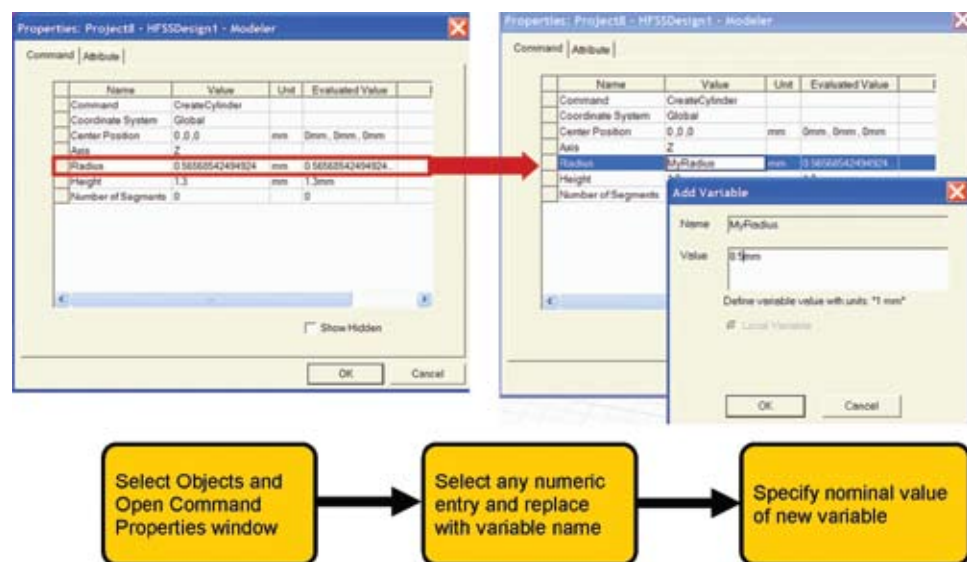 Properties: Project8 - HFSSDesign1 - Modeler
Command | Attribute |
Name Value Unit Evaluated Value
Command CreateCylinder
Coordinate System Global
Center Position 0,0,0 mm 0mm, 0mm, 0mm
Axis Z
Radius 0.56568542494924 mm 0.56568542494924...
Height 1.3 mm 1.3mm
Number of Segments 0 0
Show Hidden
OK Cancel
Properties: Project8 - HFSSDesign1 - Modeler
Command | Attribute |
Name Value Unit Evaluated Value
Command CreateCylinder
Coordinate System Global
Center Position 0,0,0 mm 0mm, 0mm, 0mm
Axis Z
Radius MyRadius mm 0.56568542494924...
Height
Number of Segments
Add Variable
Name MyRadius
Value 0.5mm
Define variable value with units: "1 mm"
Local Variable
OK Cancel
Select Objects and
Open Command
Properties window
Select any numeric
entry and replace
with variable name
Specify nominal value
of new variable